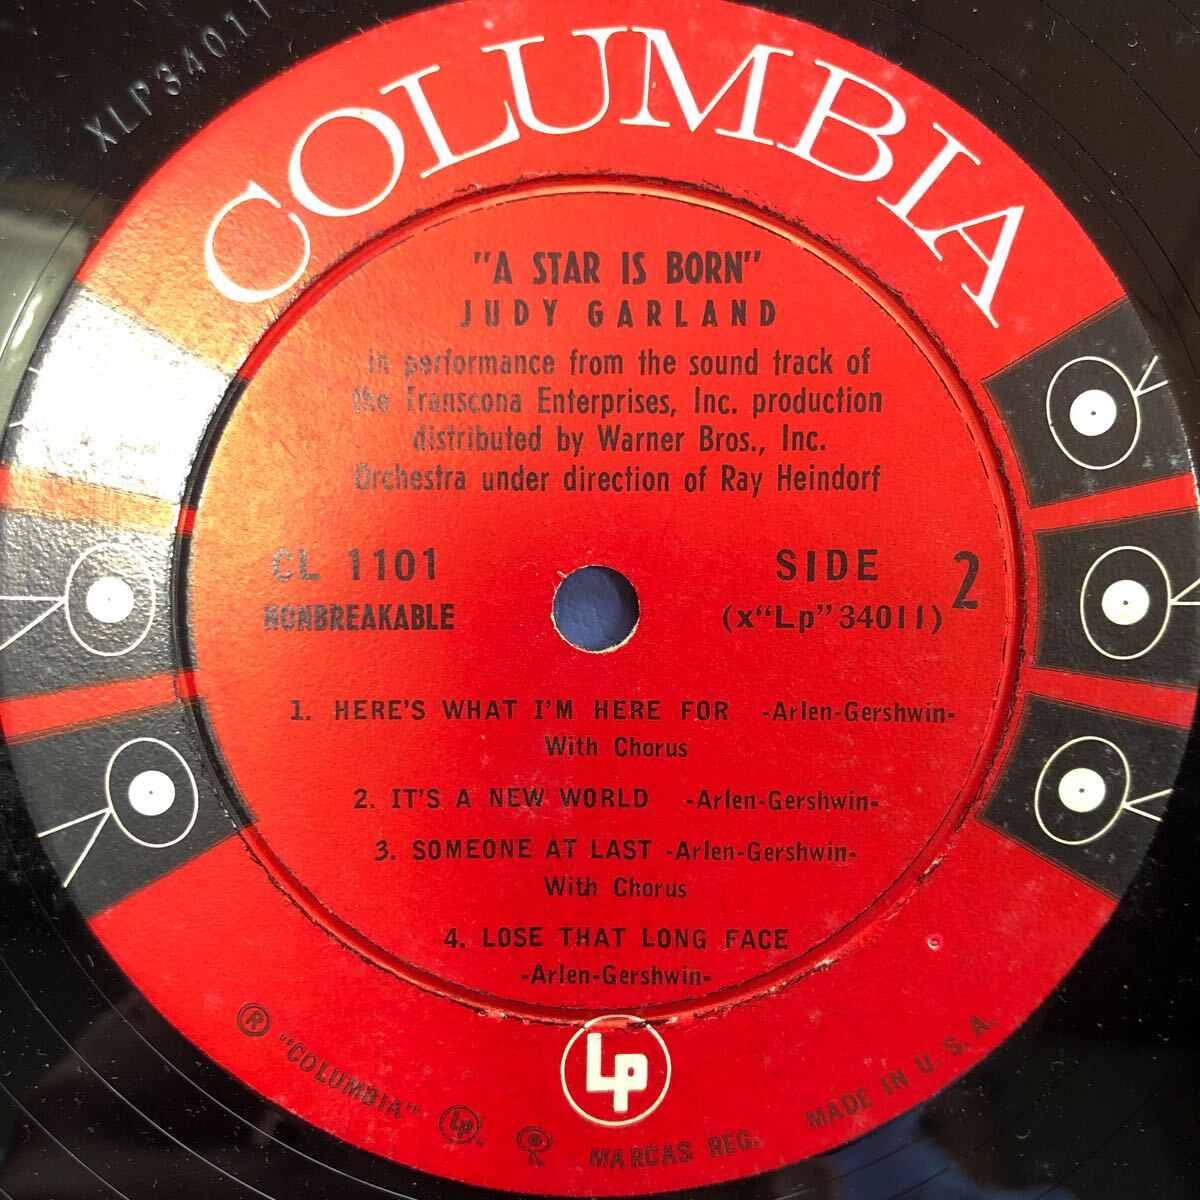 XLP34011
COLUMBIA
"A STAR IS BORN"
JUDY GARLAND
in performance from the sound track of
the Transcona Enterprises, Inc. production
distributed by Warner Bros., Inc.
Orchestra under direction of Ray Heindorf
CL 1101
NONBREAKABLE
SIDE 2
(x“Lp”34011)
1. HERE'S WHAT I'M HERE FOR -Arlen-Gershwin-
With Chorus
2. IT'S A NEW WORLD -Arlen-Gershwin-
3. SOMEONE AT LAST -Arlen-Gershwin-
With Chorus
4. LOSE THAT LONG FACE
-Arlen-Gershwin-
Lp
® "COLUMBIA" Lp. MARCAS REG. MADE IN U. S. A.